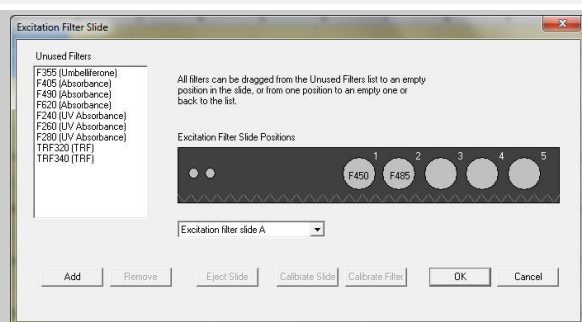 Excitation Filter Slide
Unused Filters
F355 (Umbelliferone)
F405 (Absorbance)
F490 (Absorbance)
F620 (Absorbance)
F240 (UV Absorbance)
F260 (UV Absorbance)
F280 (UV Absorbance)
TRF320 (TRF)
TRF340 (TRF)
All filters can be dragged from the Unused Filters list to an empty
position in the slide, or from one position to an empty one or
back to the list.
Excitation Filter Slide Positions
1 2 3 4 5
F450 F485
Excitation filter slide A
Add Remove Eject Slide Calibrate Slide Calibrate Filter OK Cancel